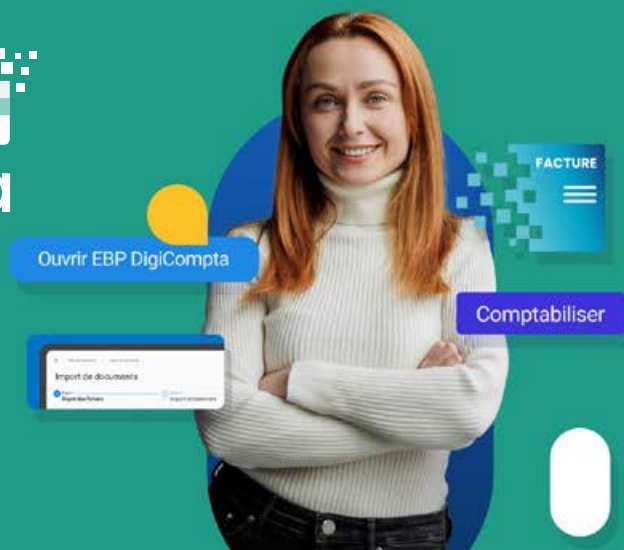 FACTURE
Ouvrir EBP DigiCompta
Comptabiliser
Import de documents